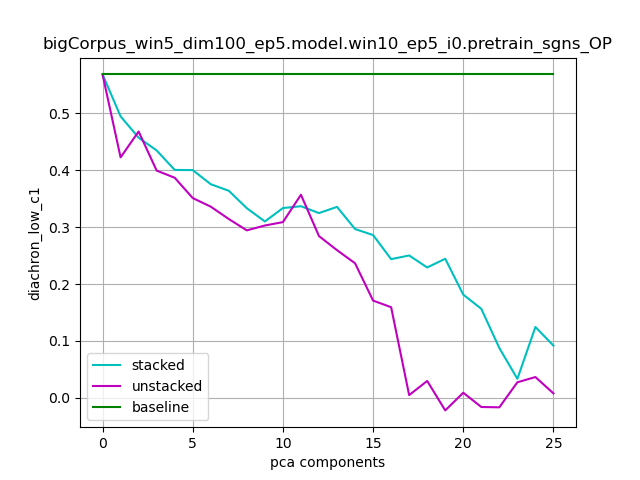 bigCorpus_win5_dim100_ep5.model.win10_ep5_i0.pretrain_sgns_OP
diachron_low_c1
0.5
0.4
0.3
0.2
0.1
0.0
stacked
unstacked
baseline
0 5 10 15 20 25
pca components